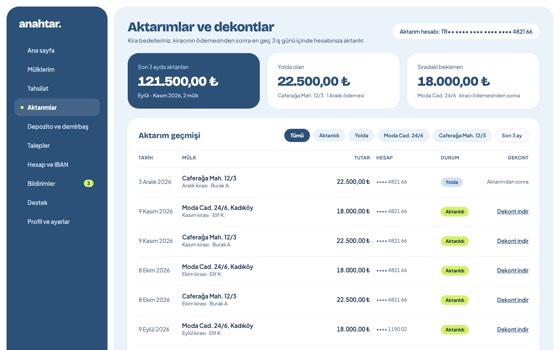 anahtar.
Ana sayfa
Mülklerim
Tahsilat
Aktarımlar
Depozito ve demirbaş
Talepler
Hesap ve IBAN
Bildirimler 3
Destek
Profil ve ayarlar
Aktarımlar ve dekontlar
Kira bedelleriniz, kiracının ödemesinden sonra en geç 3 iş günü içinde hesabınıza aktarılır.
Aktarım hesabı: TR•• •••• •••• •••• •••• ••48 21 66
Son 3 ayda aktarılan
121.500,00 ₺
Eylül - Kasım 2026, 2 mülk
Yolda olan
22.500,00 ₺
Caferağa Mah. 12/3 · 1 Aralık ödemesi
Sıradaki beklenen
18.000,00 ₺
Moda Cad. 24/6 · kiracı ödemesinden sonra
Aktarım geçmişi
Tümü Aktarıldı Yolda Moda Cad. 24/6 Caferağa Mah. 12/3 Son 3 ay
TARİH MÜLK TUTAR HESAP DURUM DEKONT
3 Aralık 2026 Caferağa Mah. 12/3 22.500,00 ₺ •••• 4821 66 Yolda Aktarımdan sonra
Aralık kirası · Burak A.
9 Kasım 2026 Moda Cad. 24/6, Kadıköy 18.000,00 ₺ •••• 4821 66 Aktarıldı Dekont indir
Kasım kirası · Elif K.
9 Kasım 2026 Caferağa Mah. 12/3 22.500,00 ₺ •••• 4821 66 Aktarıldı Dekont indir
Kasım kirası · Burak A.
8 Ekim 2026 Moda Cad. 24/6, Kadıköy 18.000,00 ₺ •••• 4821 66 Aktarıldı Dekont indir
Ekim kirası · Elif K.
8 Ekim 2026 Caferağa Mah. 12/3 22.500,00 ₺ •••• 4821 66 Aktarıldı Dekont indir
Ekim kirası · Burak A.
9 Eylül 2026 Moda Cad. 24/6, Kadıköy 18.000,00 ₺ •••• 1190 02 Aktarıldı Dekont indir
Eylül kirası · Elif K.